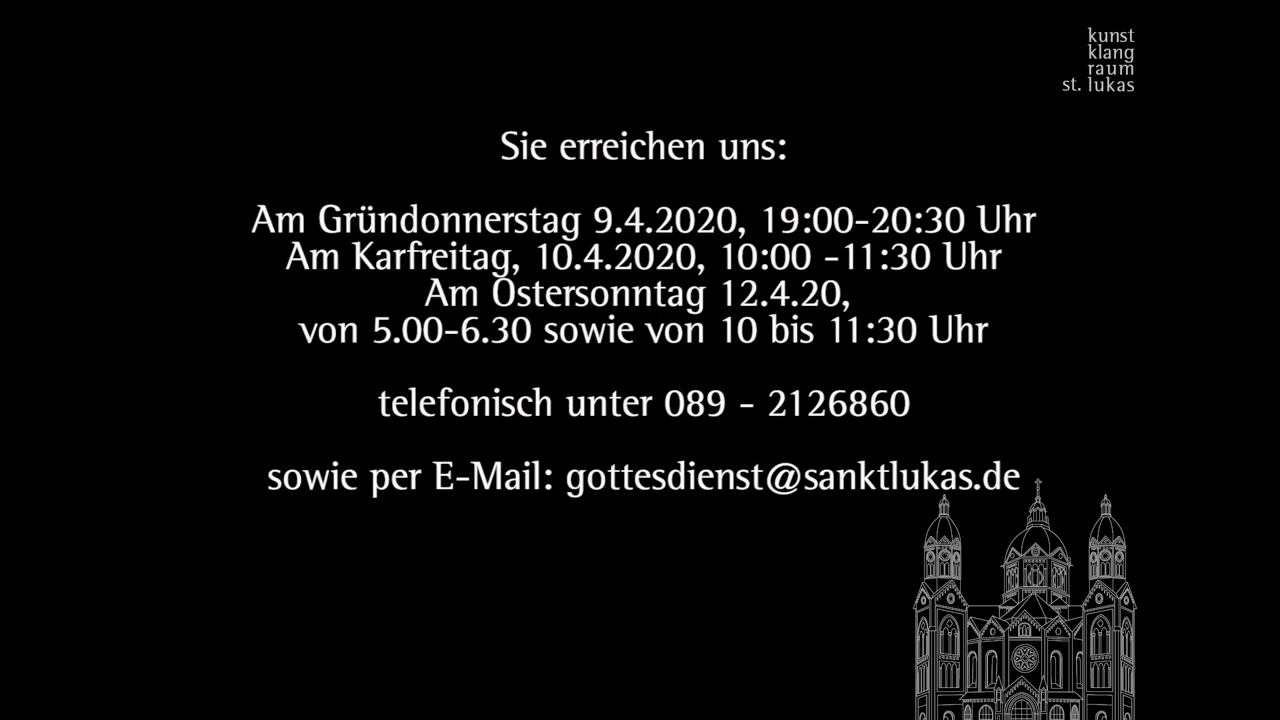 kunst
klang
raum
st. lukas
Sie erreichen uns:
Am Gründonnerstag 9.4.2020, 19:00-20:30 Uhr
Am Karfreitag, 10.4.2020, 10:00 -11:30 Uhr
Am Ostersonntag 12.4.20,
von 5.00-6.30 sowie von 10 bis 11:30 Uhr
telefonisch unter 089 - 2126860
sowie per E-Mail: gottesdienst@sanktlukas.de